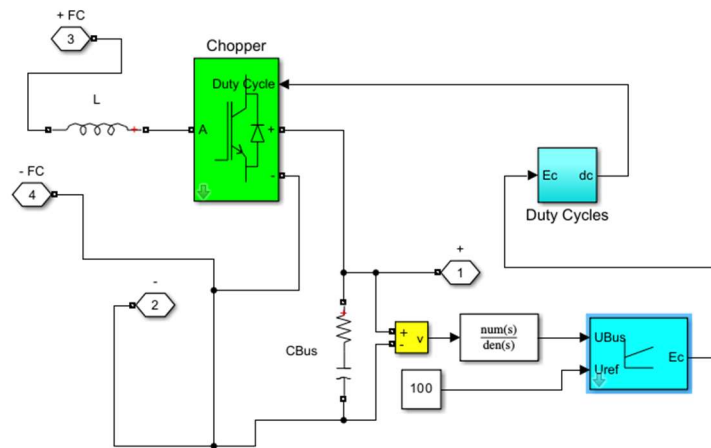 + FC
3
Chopper
Duty Cycle
L
A
+
-
- FC
4
Ec
dc
Duty Cycles
-
2
+
1
CBus
+
-
v
num(s)
den(s)
UBus
Uref
Ec
100